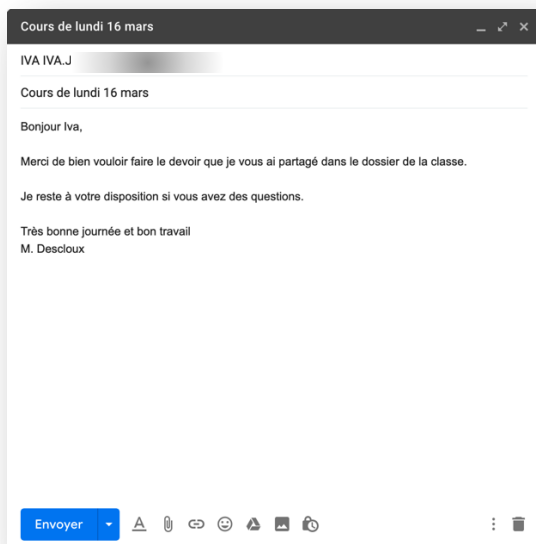 Cours de lundi 16 mars
IVA IVA.J
Cours de lundi 16 mars
Bonjour Iva,
Merci de bien vouloir faire le devoir que je vous ai partagé dans le dossier de la classe.
Je reste à votre disposition si vous avez des questions.
Très bonne journée et bon travail
M. Descloux
Envoyer